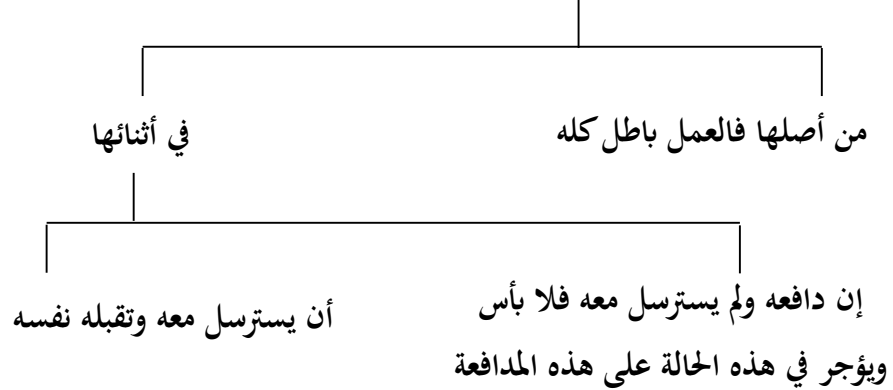 من أصلها فالعمل باطل كله
في أثنائها
إن دافعه ولم يسترسل معه فلا بأس
ويؤجر في هذه الحالة على هذه المدافعة
أن يسترسل معه وتقبله نفسه